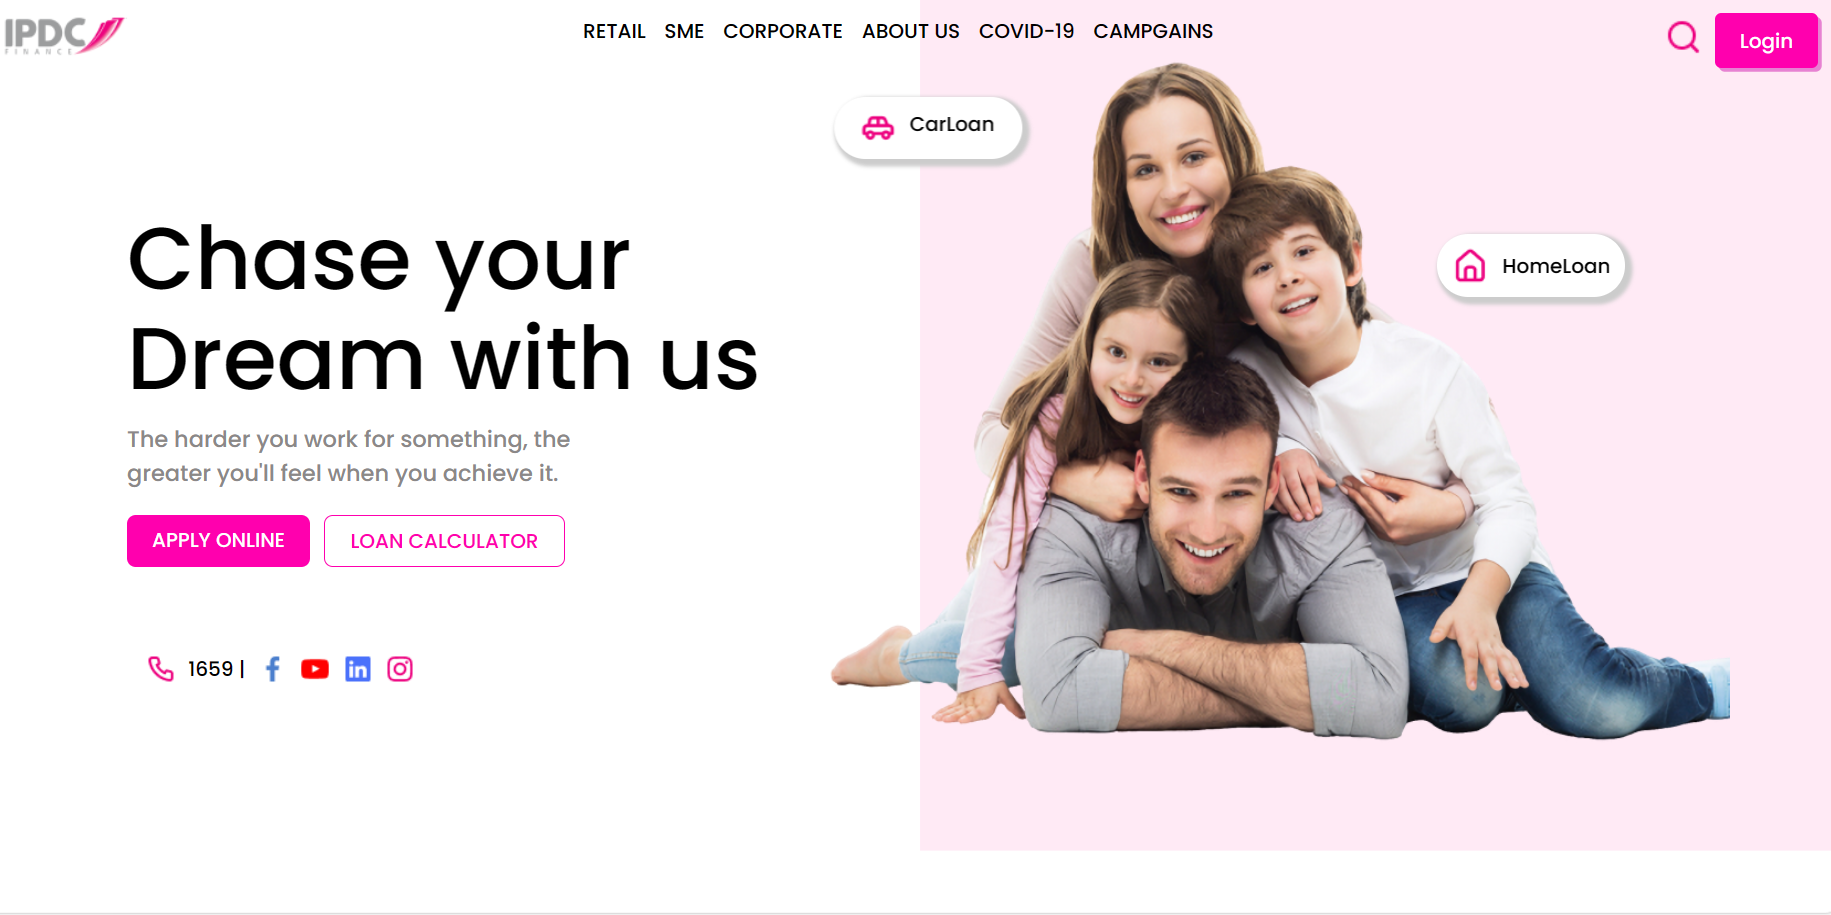 IPDC
FINANCE
RETAIL SME CORPORATE ABOUT US COVID-19 CAMPGAINS
Login
CarLoan
HomeLoan
Chase your
Dream with us
The harder you work for something, the
greater you'll feel when you achieve it.
APPLY ONLINE LOAN CALCULATOR
1659 |